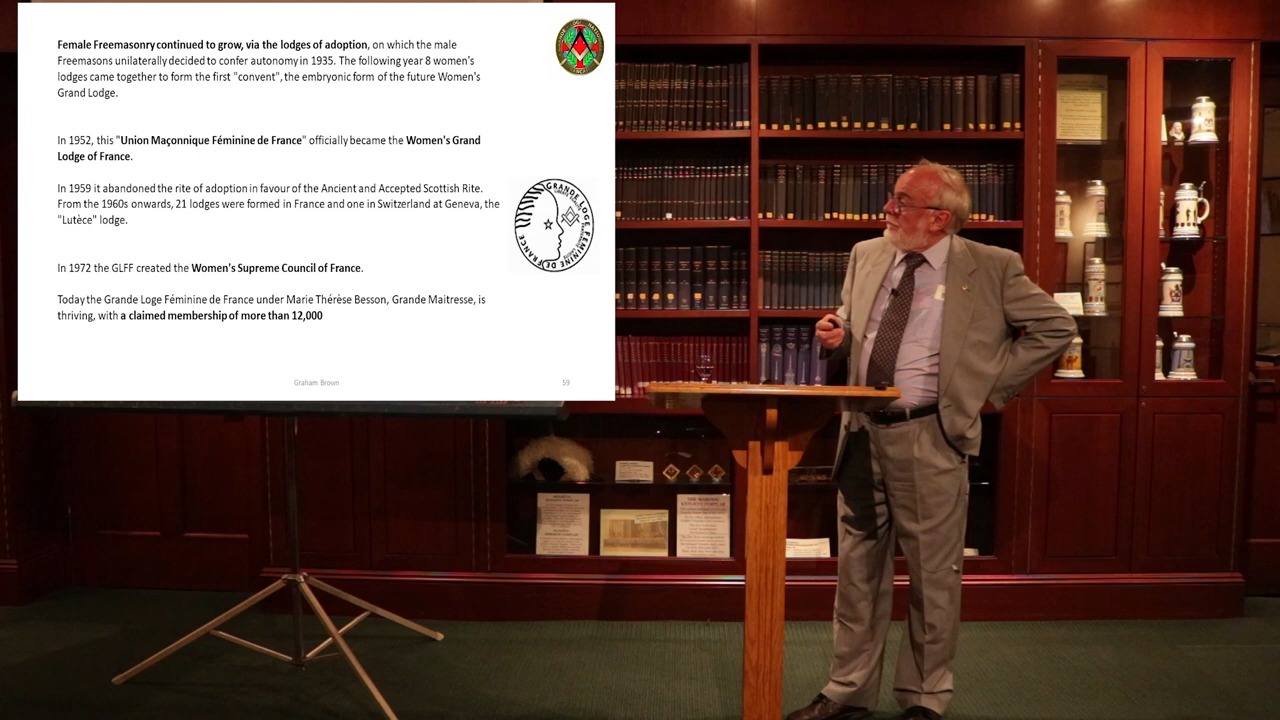 Female Freemasonry continued to grow, via the lodges of adoption, on which the male
Freemasons unilaterally decided to confer autonomy in 1935. The following year 8 women's
lodges came together to form the first "convent", the embryonic form of the future Women's
Grand Lodge.
In 1952, this "Union Maçonnique Féminine de France" officially became the Women's Grand
Lodge of France.
In 1959 it abandoned the rite of adoption in favour of the Ancient and Accepted Scottish Rite.
From the 1960s onwards, 21 lodges were formed in France and one in Switzerland at Geneva, the
"Lutèce" lodge.
GRANDE LOGE FEMININE DE FRANCE
In 1972 the GLFF created the Women's Supreme Council of France.
Today the Grande Loge Féminine de France under Marie Thérèse Besson, Grande Maitresse, is
thriving, with a claimed membership of more than 12,000
Graham Brown
59